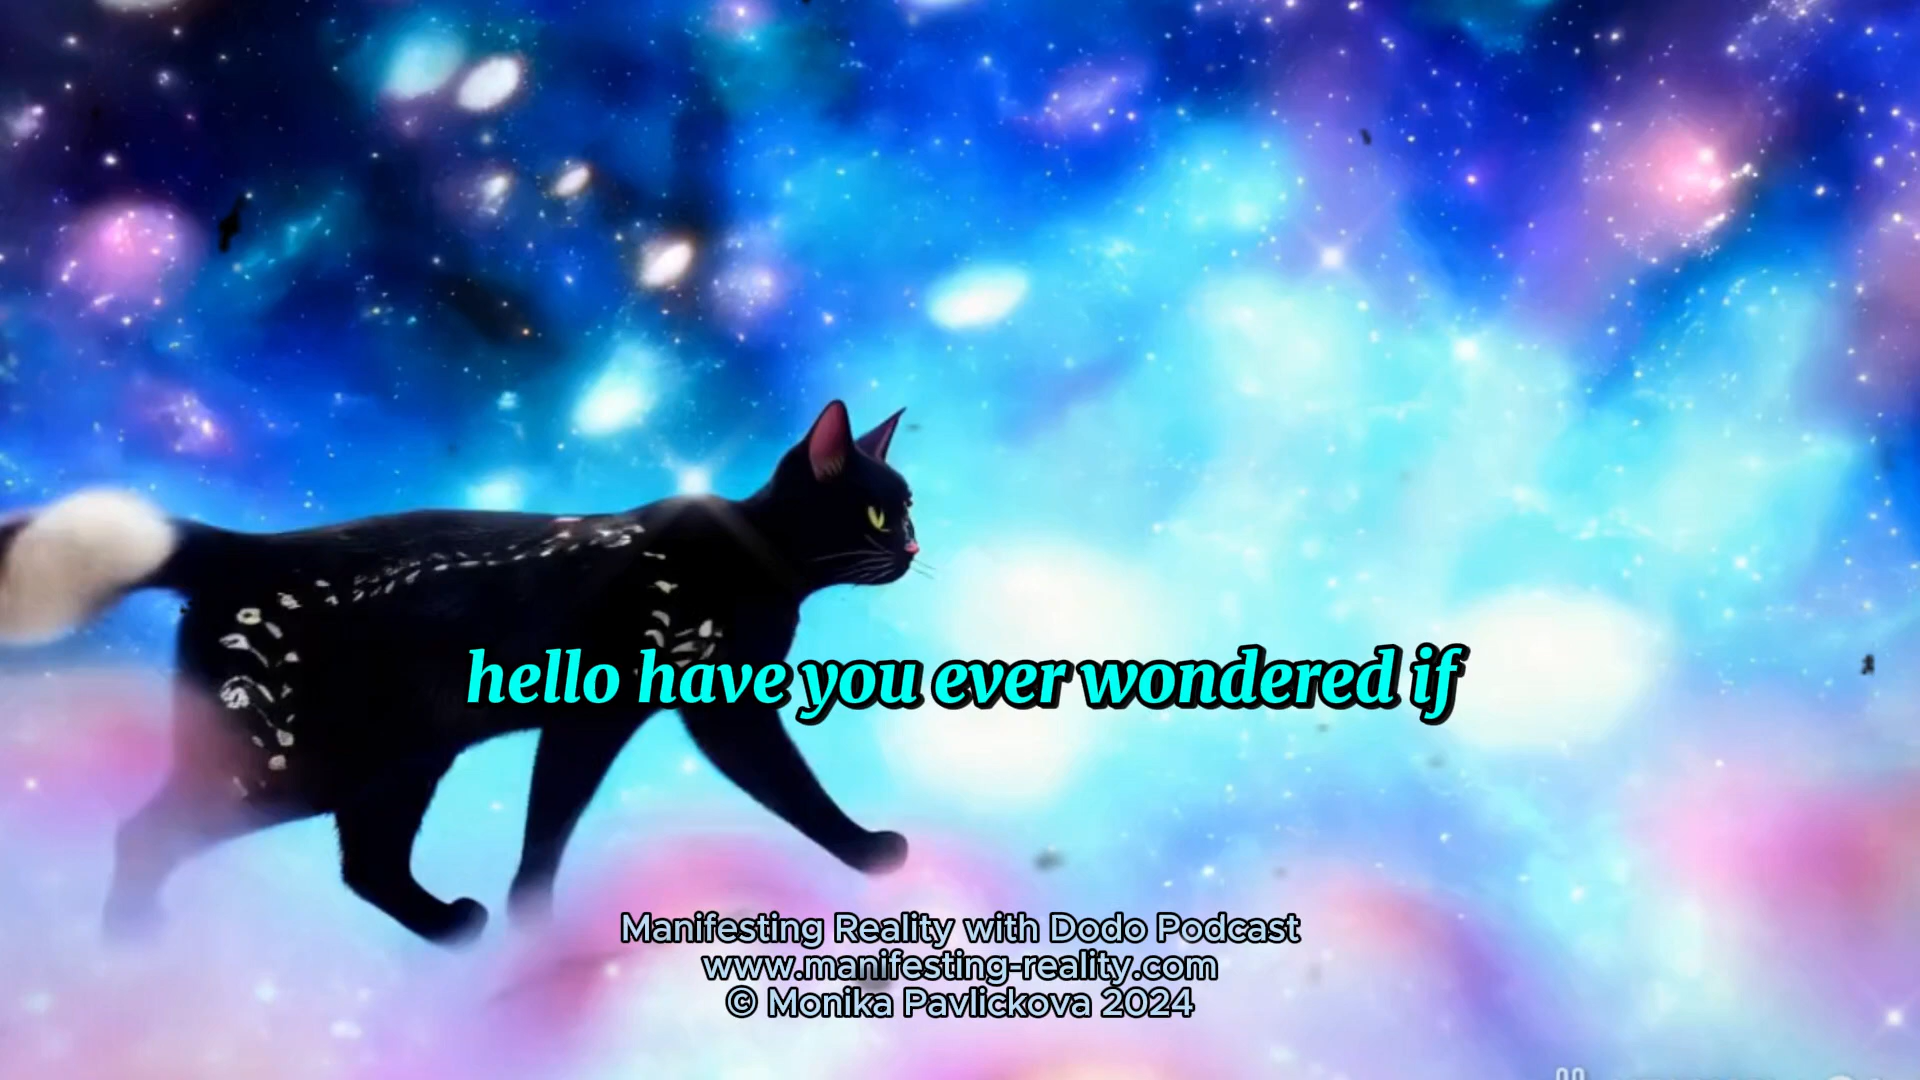 hello have you ever wondered if
Manifesting Reality with Dodo Podcast
www.manifesting-reality.com
© Monika Pavlickova 2024